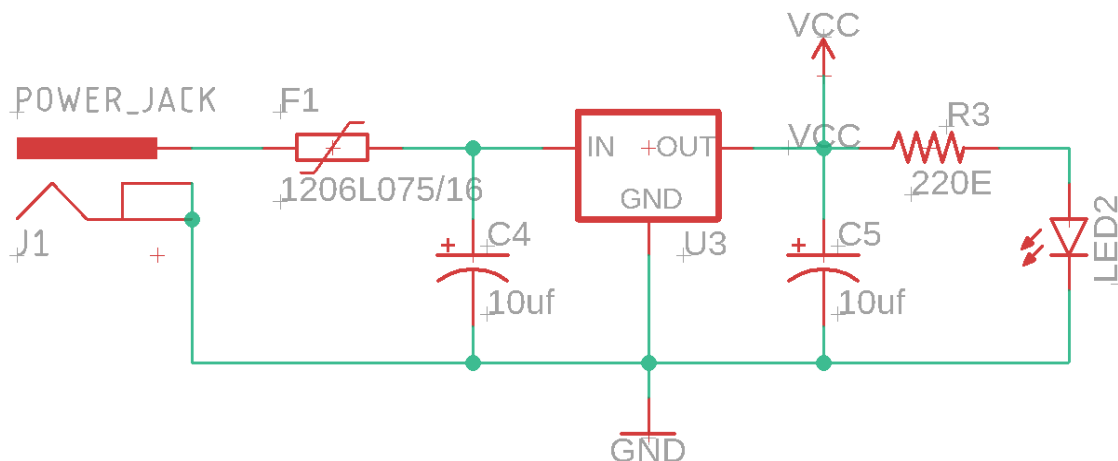 VCC
POWER_JACK
F1
R3
IN
OUT
VCC
1206L075/16
220E
GND
J1
C4
U3
C5
LED2
10uf
10uf
GND